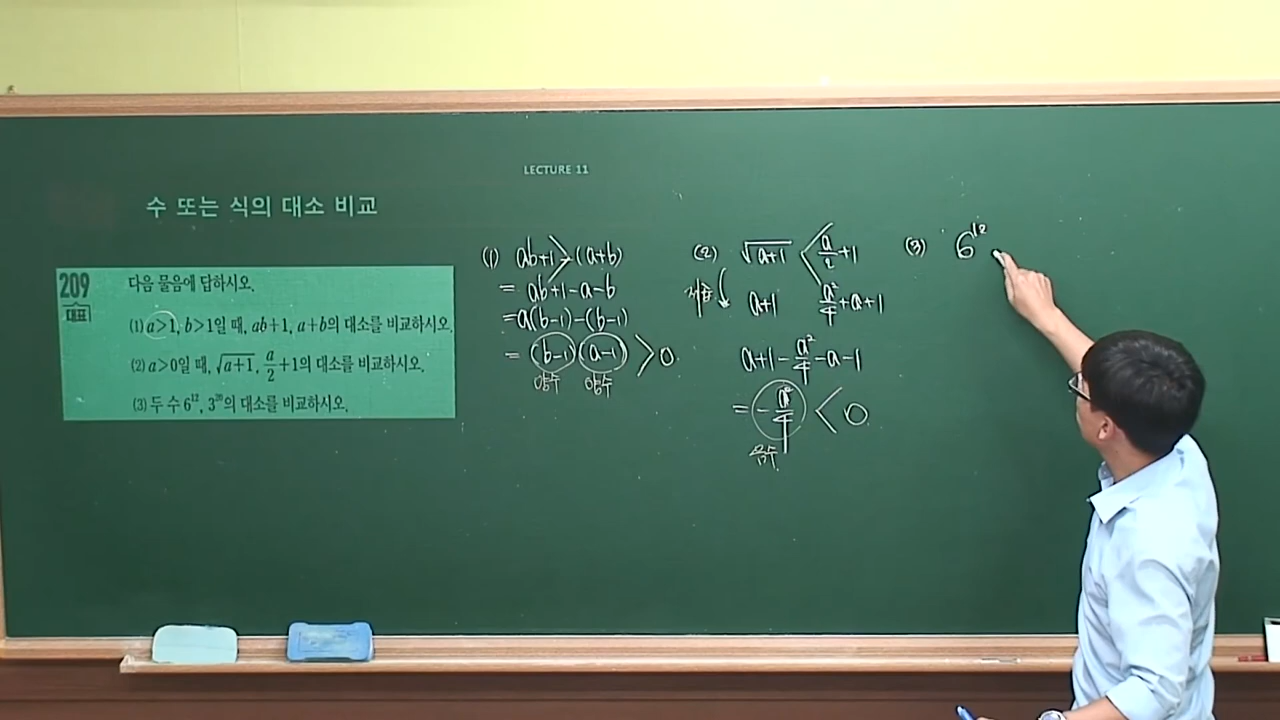 LECTURE 11
수 또는 식의 대소 비교
209
대표
다음 물음에 답하시오.
(1) a>1, b>1일 때, ab+1, a+b의 대소를 비교하시오.
(2) a>0일 때, √(a+1), a/2+1의 대소를 비교하시오.
(3) 두 수 6¹², 3²⁰의 대소를 비교하시오.
(1) ab+1 > (a+b)
= ab+1-a-b
= a(b-1)-(b-1)
= (b-1)(a-1) > 0
양수 양수
(2) √(a+1) < a/2+1
제곱 a+1 a²/4+a+1
a+1-a²/4-a-1
= -a²/4 < 0
음수
(3) 6¹²